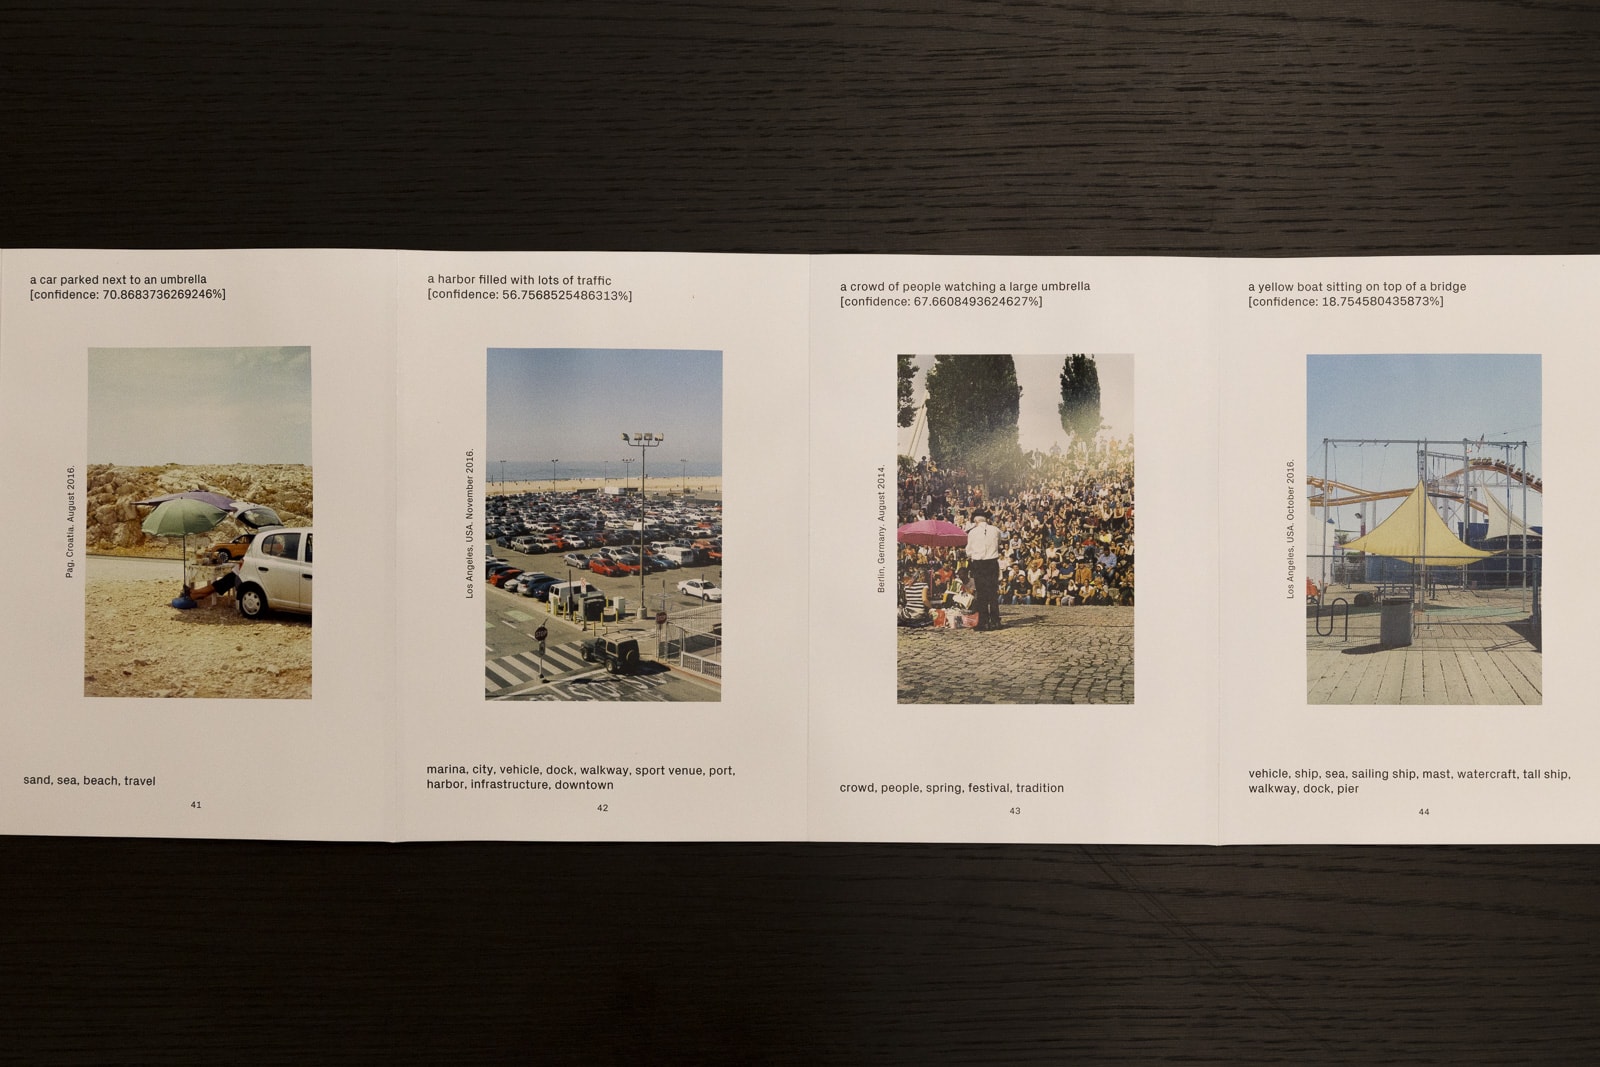 a car parked next to an umbrella
[confidence: 70.8683736269246%]
Pag, Croatia. August 2016.
sand, sea, beach, travel
41
a harbor filled with lots of traffic
[confidence: 56.7568525486313%]
Los Angeles, USA. November 2016.
marina, city, vehicle, dock, walkway, sport venue, port,
harbor, infrastructure, downtown
42
a crowd of people watching a large umbrella
[confidence: 67.6608493624627%]
Berlin, Germany. August 2014.
crowd, people, spring, festival, tradition
43
a yellow boat sitting on top of a bridge
[confidence: 18.754580435873%]
Los Angeles, USA. October 2016.
vehicle, ship, sea, sailing ship, mast, watercraft, tall ship,
walkway, dock, pier
44